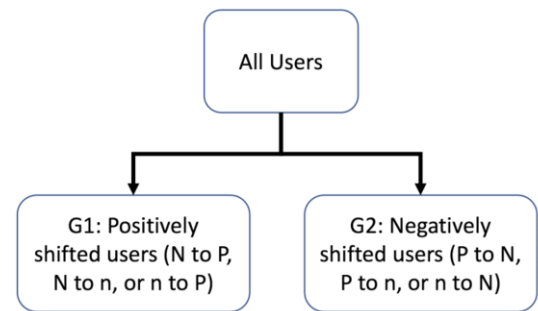 All Users
G1: Positively
shifted users (N to P,
N to n, or n to P)
G2: Negatively
shifted users (P to N,
P to n, or n to N)